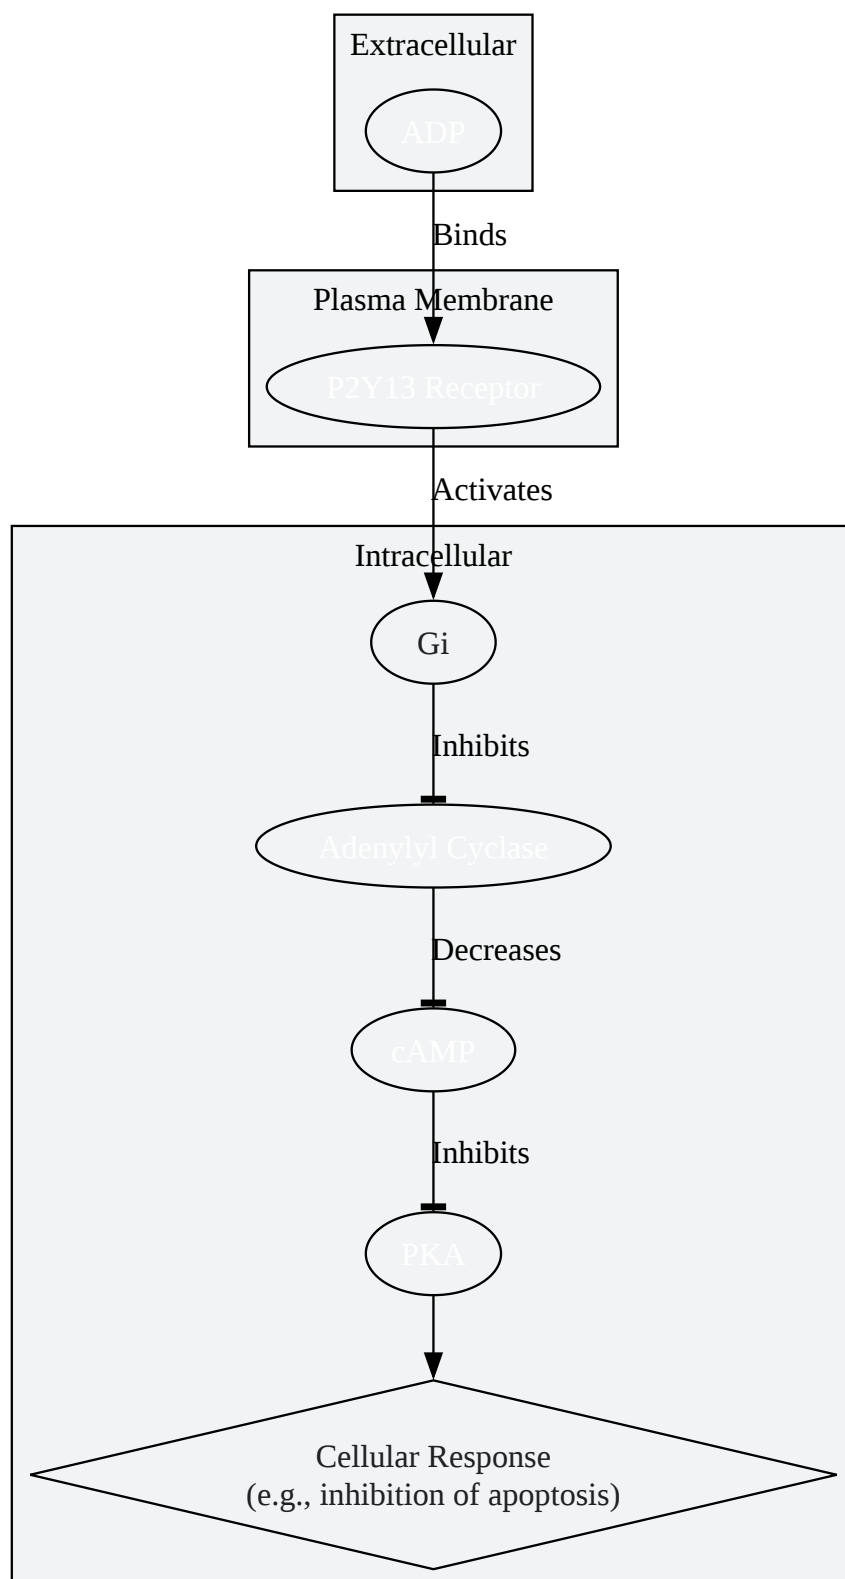 Extracellular
ADP
Binds
Plasma Membrane
P2Y13 Receptor
Activates
Intracellular
Gi
Inhibits
Adenylyl Cyclase
Decreases
cAMP
Inhibits
PKA
Cellular Response
(e.g., inhibition of apoptosis)